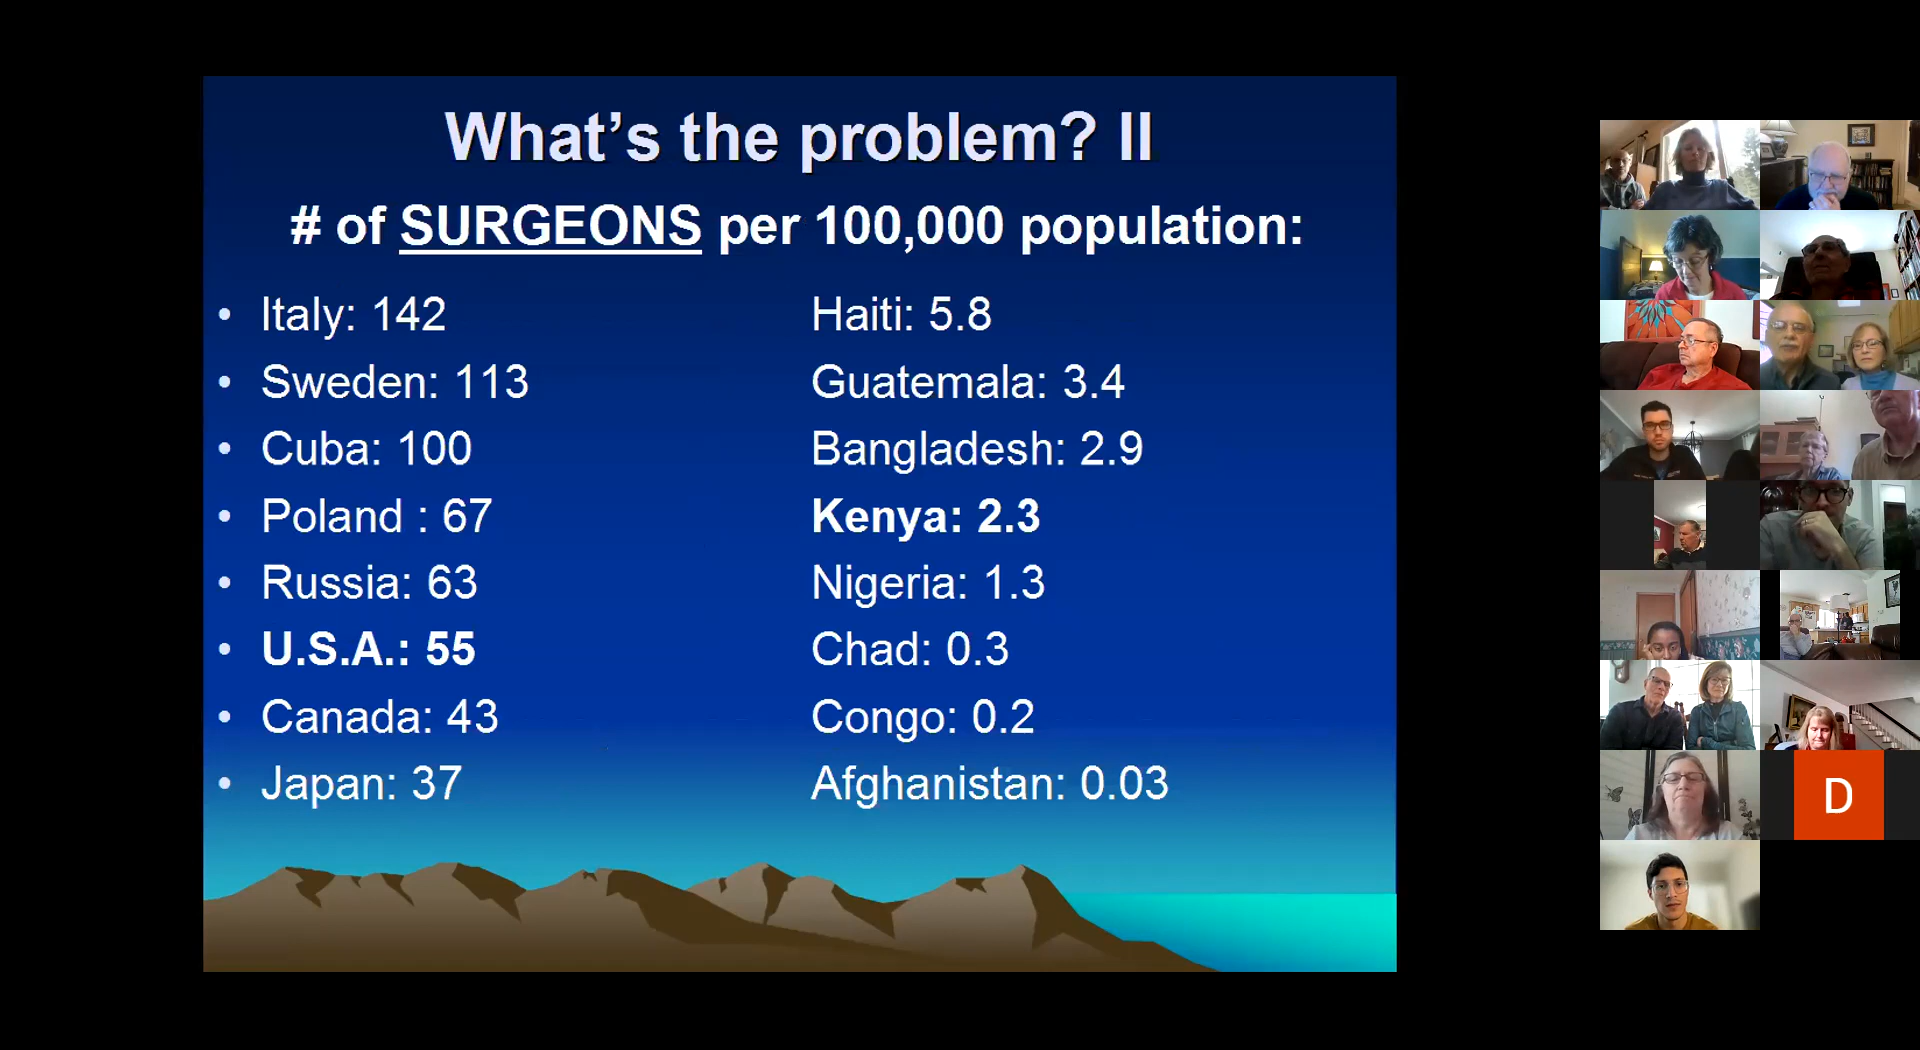 What's the problem? II
# of SURGEONS per 100,000 population:
• Italy: 142
• Sweden: 113
• Cuba: 100
• Poland : 67
• Russia: 63
• U.S.A.: 55
• Canada: 43
• Japan: 37
Haiti: 5.8
Guatemala: 3.4
Bangladesh: 2.9
Kenya: 2.3
Nigeria: 1.3
Chad: 0.3
Congo: 0.2
Afghanistan: 0.03
D